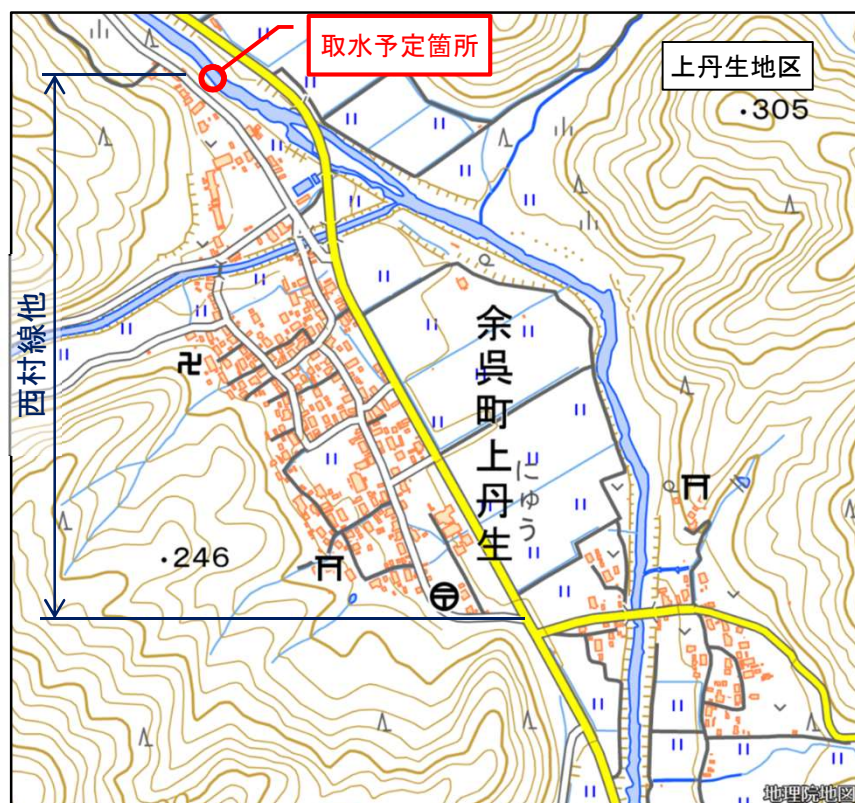 取水予定箇所
上丹生地区
・305
西村線他
余呉町上丹生
にゅう
・246
地理院地図